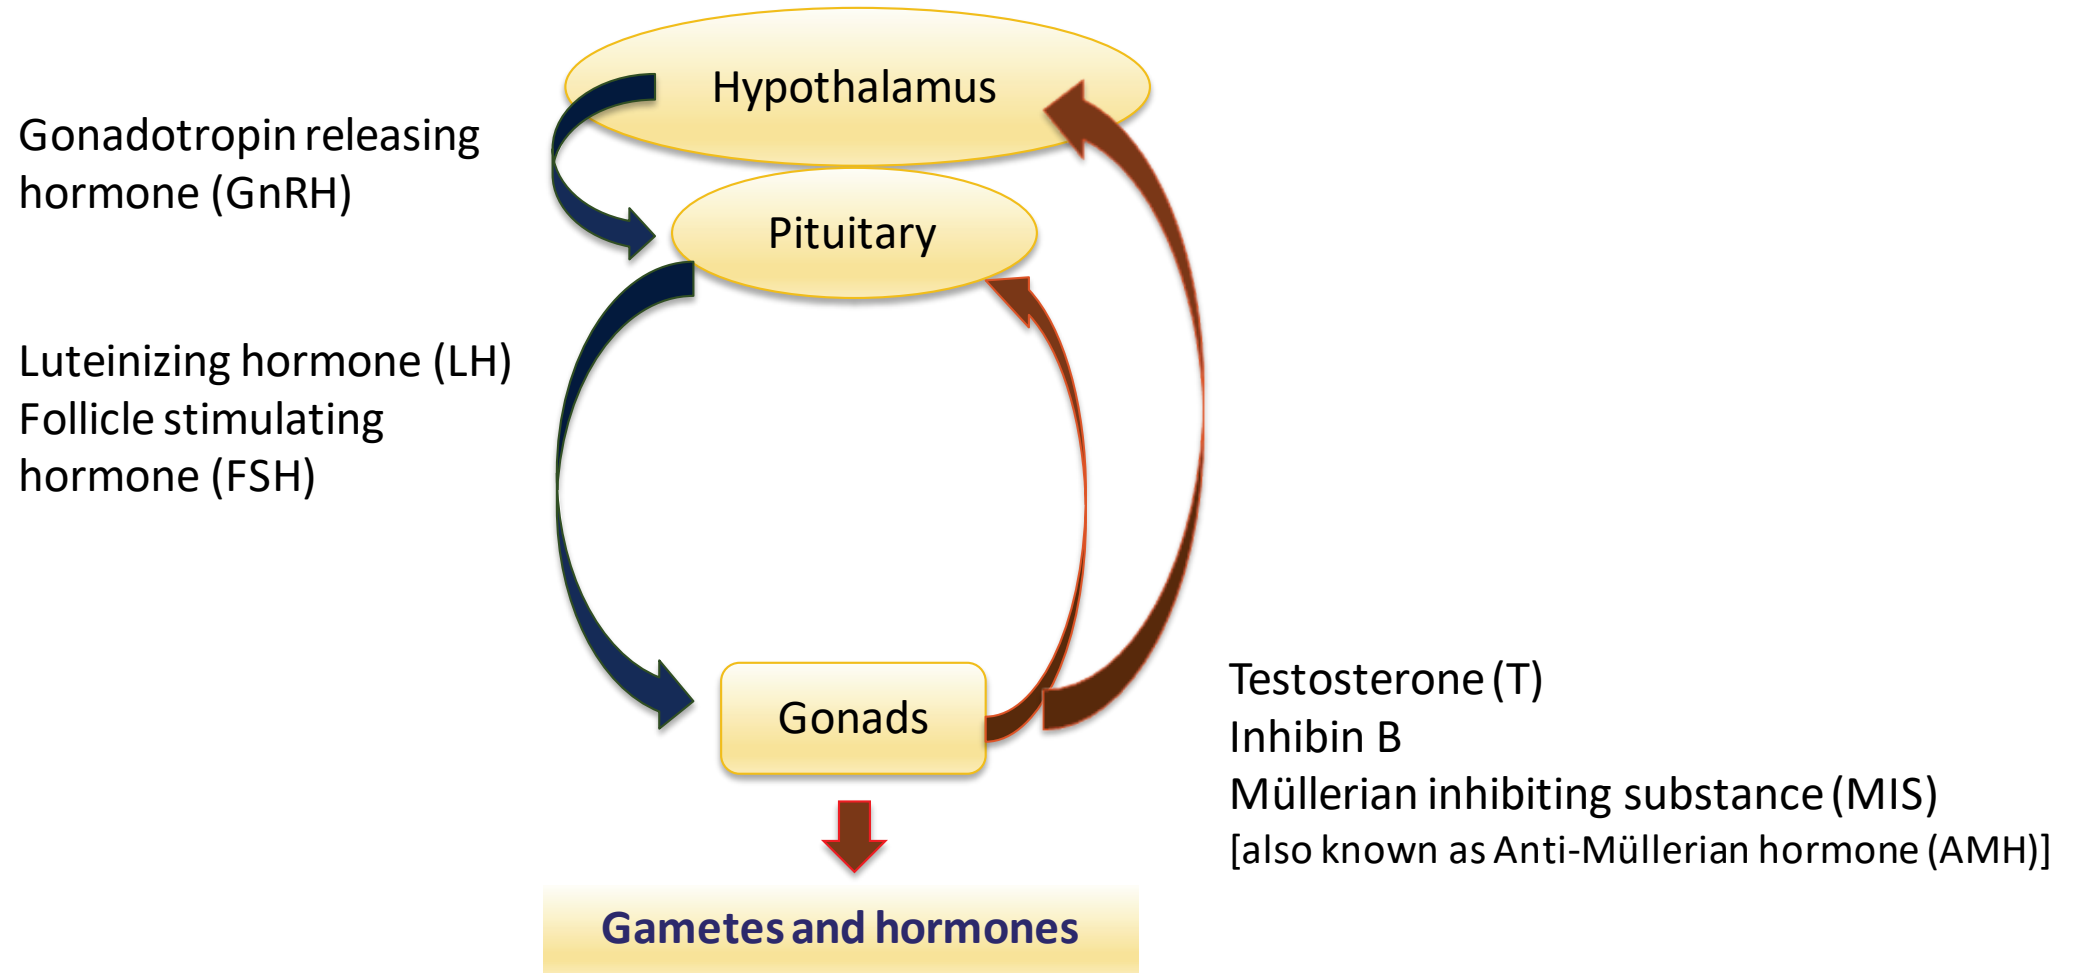 Hypothalamus
Gonadotropin releasing
hormone (GnRH)
Pituitary
Luteinizing hormone (LH)
Follicle stimulating
hormone (FSH)
Gonads
Testosterone (T)
Inhibin B
Müllerian inhibiting substance (MIS)
[also known as Anti-Müllerian hormone (AMH)]
Gametes and hormones